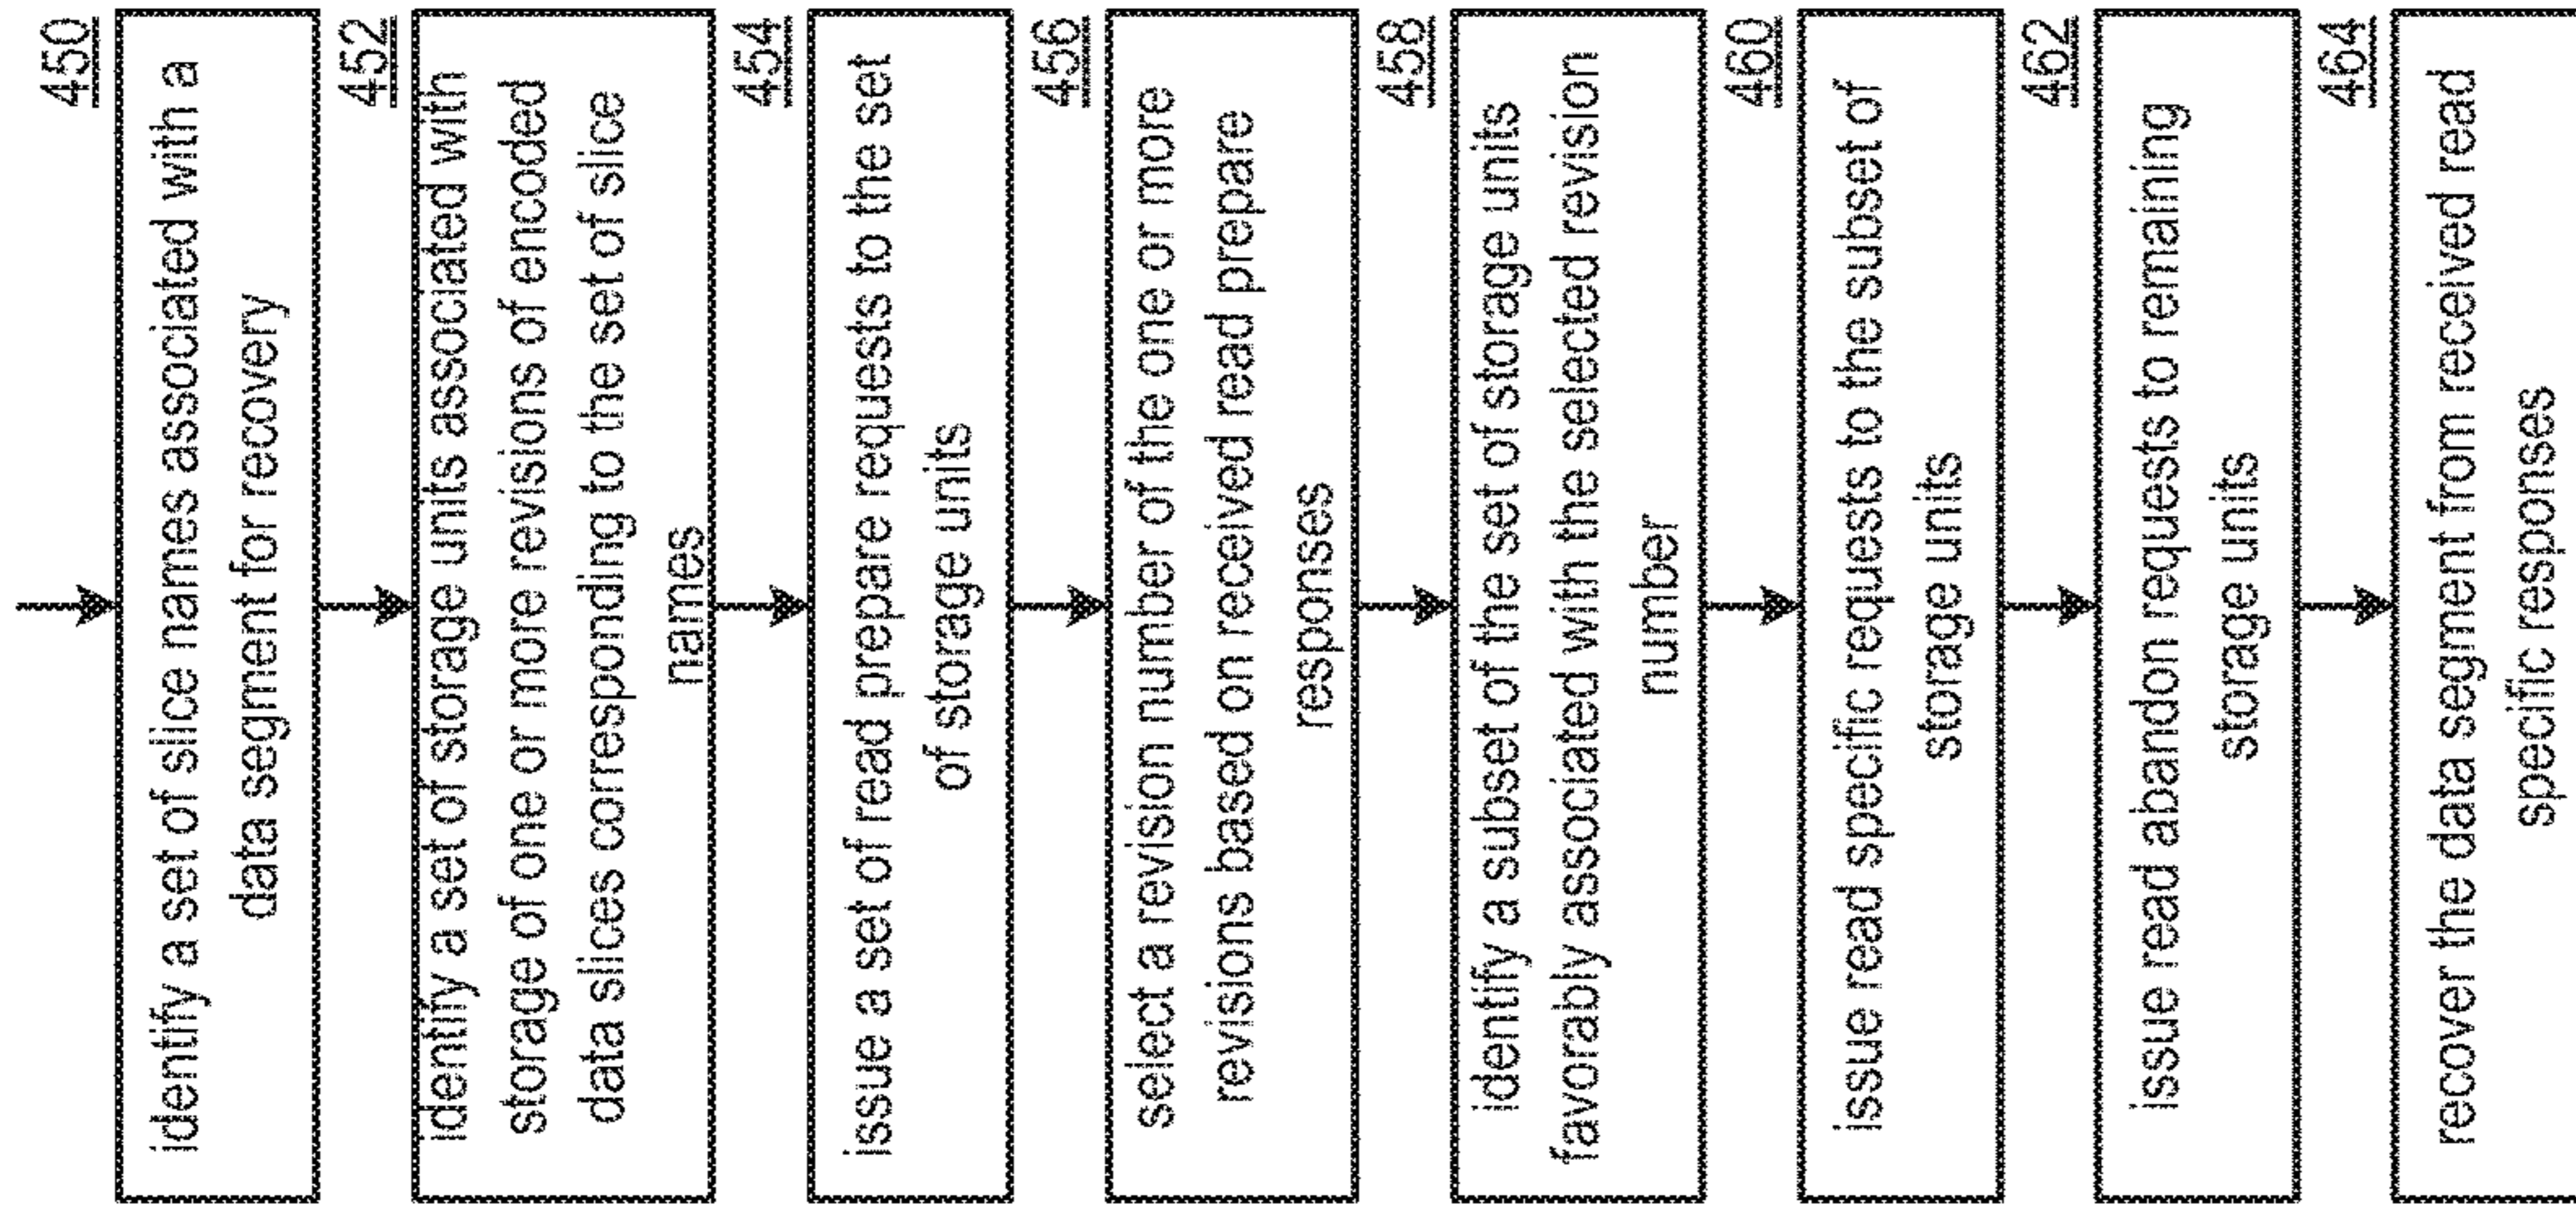 450
identify a set of slice names associated with a
data segment for recovery
452
identify a set of storage units associated with
storage of one or more revisions of encoded
data slices corresponding to the set of slice
names
454
issue a set of read prepare requests to the set
of storage units
456
select a revision number of the one or more
revisions based on received read prepare
responses
458
identify a subset of the set of storage units
favorably associated with the selected revision
number
460
issue read specific requests to the subset of
storage units
462
issue read abandon requests to remaining
storage units
464
recover the data segment from received read
specific responses